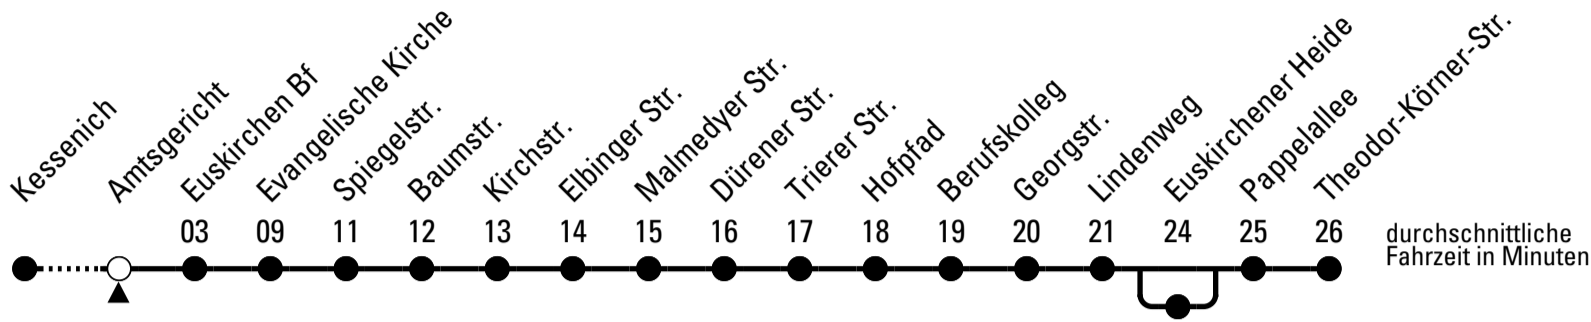 Kessenich
Amtsgericht
Euskirchen Bf
Evangelische Kirche
Spiegelstr.
Baumstr.
Kirchstr.
Elbinger Str.
Malmedyer Str.
Dürener Str.
Trierer Str.
Hofpfad
Berufskolleg
Georgstr.
Lindenweg
Euskirchener Heide
Pappelallee
Theodor-Körner-Str.
03 09 11 12 13 14 15 16 17 18 19 20 21 24 25 26
durchschnittliche
Fahrzeit in Minuten